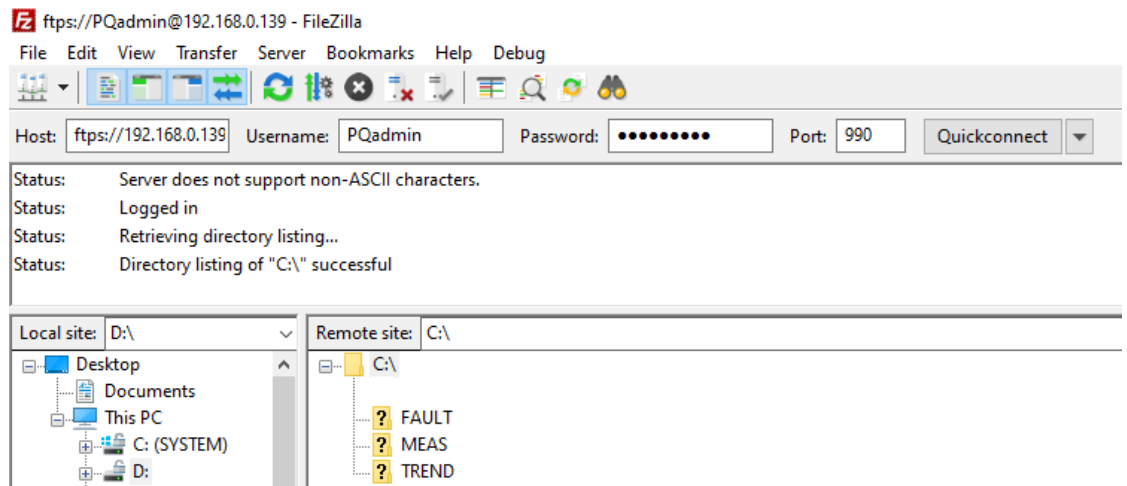 ftps://PQadmin@192.168.0.139 - FileZilla
File Edit View Transfer Server Bookmarks Help Debug
Host: ftps://192.168.0.139 Username: PQadmin Password: ●●●●●●●●● Port: 990 Quickconnect
Status: Server does not support non-ASCII characters.
Status: Logged in
Status: Retrieving directory listing...
Status: Directory listing of "C:\" successful
Local site: D:\
Desktop
Documents
This PC
C: (SYSTEM)
D:
Remote site: C:\
C:\
? FAULT
? MEAS
? TREND